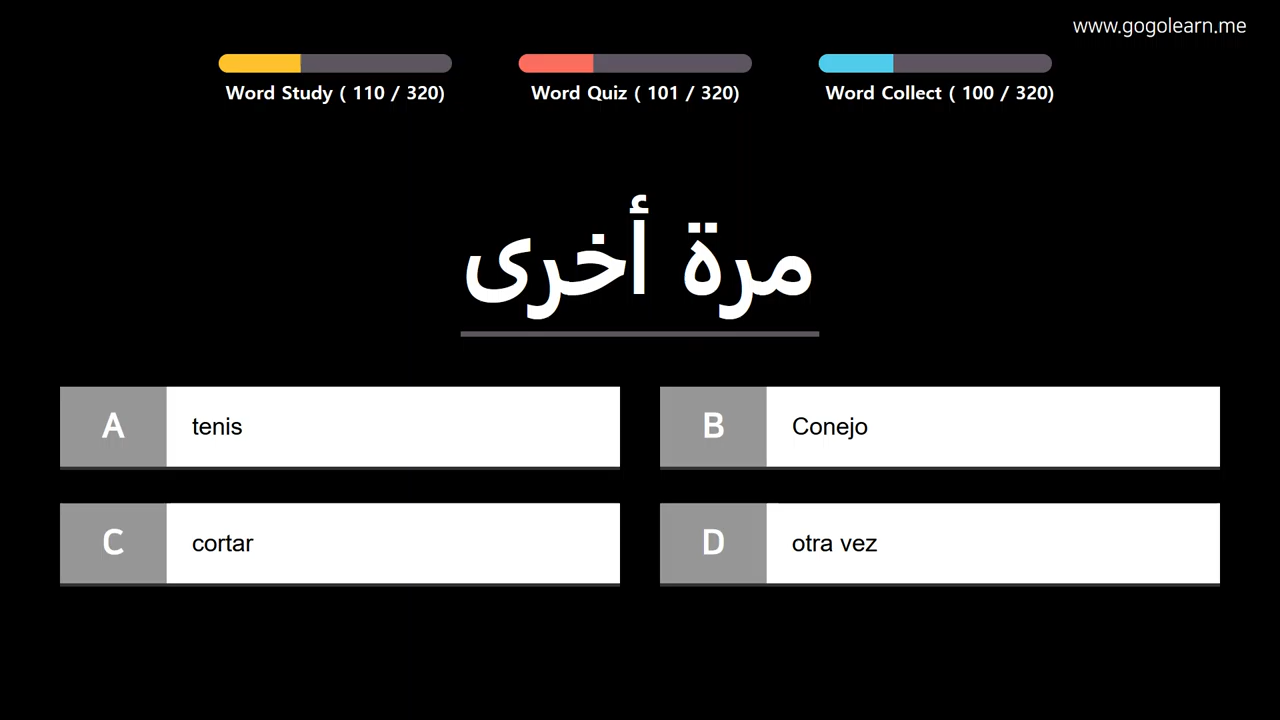 www.gogolearn.me
Word Study ( 110 / 320)
Word Quiz ( 101 / 320)
Word Collect ( 100 / 320)
مرة أخرى
A tenis
B Conejo
C cortar
D otra vez